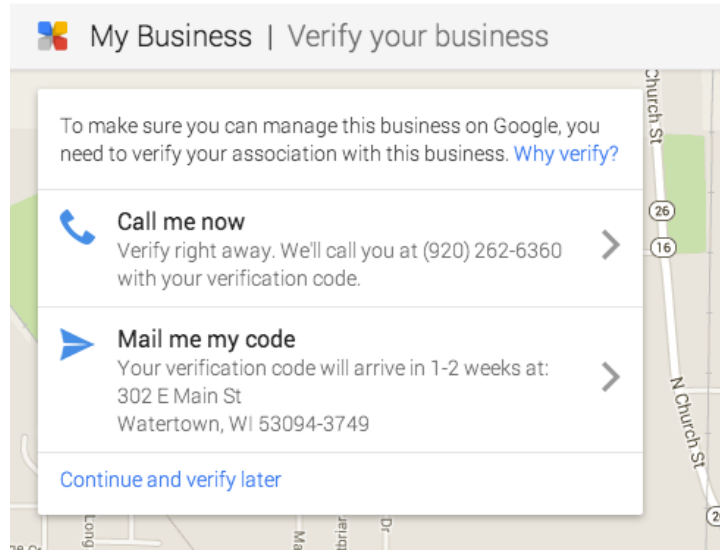 My Business | Verify your business
To make sure you can manage this business on Google, you
need to verify your association with this business. Why verify?
Call me now
Verify right away. We'll call you at (920) 262-6360
with your verification code.
Mail me my code
Your verification code will arrive in 1-2 weeks at:
302 E Main St
Watertown, WI 53094-3749
Continue and verify later
Church St
26
16
N Church St
Long
Dr